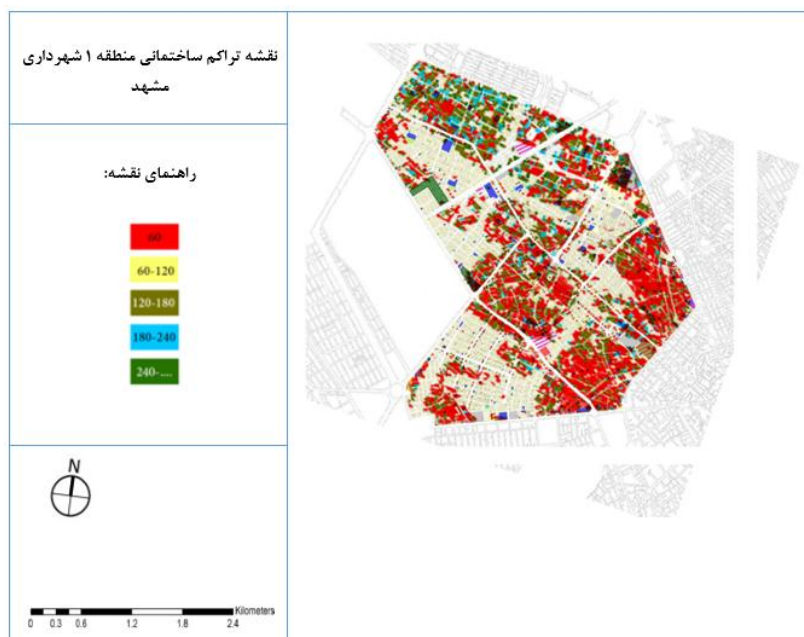 نقشه تراکم ساختمانی منطقه ۱ شهرداری
مشهد
راهنمای نقشه:
60
60-120
120-180
180-240
240-....
N
Kilometers
0 0.3 0.6 1.2 1.8 2.4